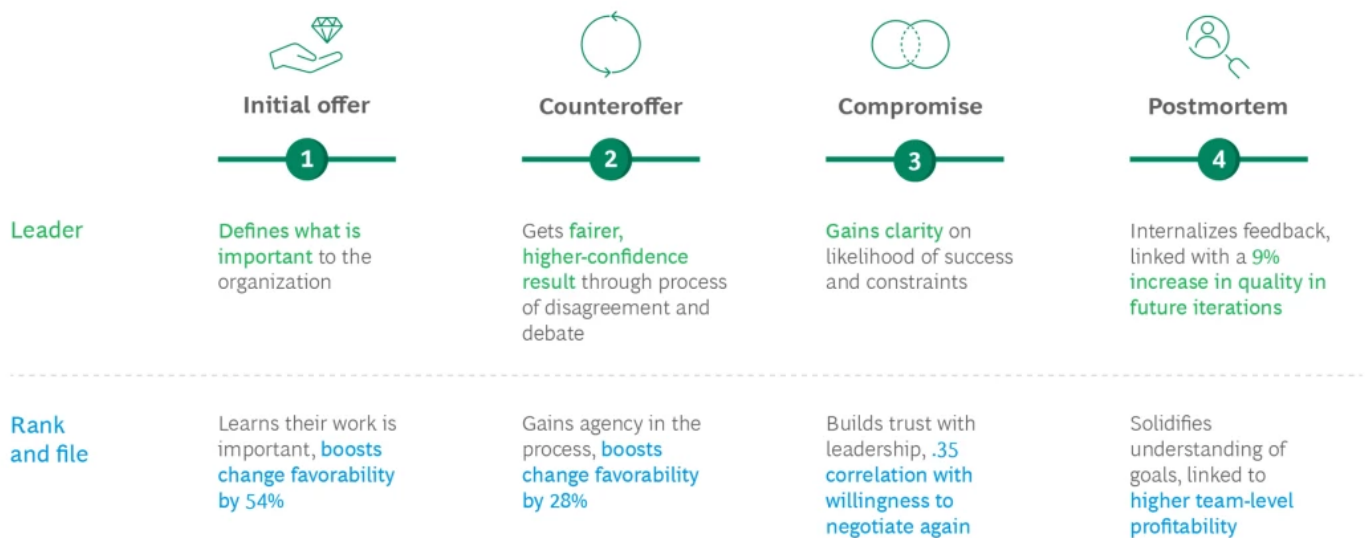 Initial offer
Counteroffer
Compromise
Postmortem
1
2
3
4
Leader
Defines what is
important to the
organization
Gets fairer,
higher-confidence
result through process
of disagreement and
debate
Gains clarity on
likelihood of success
and constraints
Internalizes feedback,
linked with a 9%
increase in quality in
future iterations
Rank
and file
Learns their work is
important, boosts
change favorability
by 54%
Gains agency in the
process, boosts
change favorability
by 28%
Builds trust with
leadership, .35
correlation with
willingness to
negotiate again
Solidifies
understanding of
goals, linked to
higher team-level
profitability